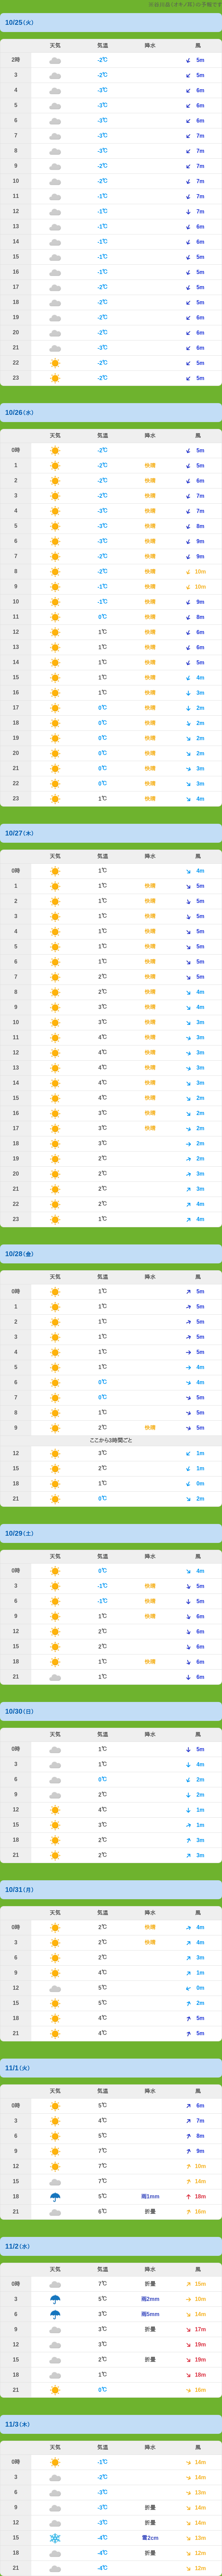 10/25(火)
天気 気温 降水 風
2時 -2℃ 5m
3 -2℃ 5m
4 -3℃ 6m
5 -3℃ 6m
6 -3℃ 6m
7 -3℃ 7m
8 -3℃ 7m
9 -2℃ 7m
10 -2℃ 7m
11 -1℃ 7m
12 -1℃ 7m
13 -1℃ 6m
14 -1℃ 6m
15 -1℃ 5m
16 -1℃ 5m
17 -2℃ 5m
18 -2℃ 5m
19 -2℃ 6m
20 -2℃ 6m
21 -3℃ 6m
22 -2℃ 5m
23 -2℃ 5m
10/26(水)
天気 気温 降水 風
0時 -2℃ 5m
1 -2℃ 快晴 5m
2 -2℃ 快晴 6m
3 -2℃ 快晴 7m
4 -3℃ 快晴 7m
5 -3℃ 快晴 8m
6 -3℃ 快晴 9m
7 -2℃ 快晴 9m
8 -2℃ 快晴 10m
9 -1℃ 快晴 10m
10 -1℃ 快晴 9m
11 0℃ 快晴 8m
12 1℃ 快晴 6m
13 1℃ 快晴 6m
14 1℃ 快晴 5m
15 1℃ 快晴 4m
16 1℃ 快晴 3m
17 0℃ 快晴 2m
18 0℃ 快晴 2m
19 0℃ 快晴 2m
20 0℃ 快晴 2m
21 0℃ 快晴 3m
22 0℃ 快晴 3m
23 1℃ 快晴 4m
10/27(木)
天気 気温 降水 風
0時 1℃ 4m
1 1℃ 快晴 5m
2 1℃ 快晴 5m
3 1℃ 快晴 5m
4 1℃ 快晴 5m
5 1℃ 快晴 5m
6 1℃ 快晴 5m
7 2℃ 快晴 5m
8 2℃ 快晴 4m
9 3℃ 快晴 4m
10 3℃ 快晴 3m
11 4℃ 快晴 3m
12 4℃ 快晴 3m
13 4℃ 快晴 3m
14 4℃ 快晴 3m
15 4℃ 快晴 2m
16 3℃ 快晴 2m
17 3℃ 快晴 2m
18 3℃ 2m
19 2℃ 2m
20 2℃ 3m
21 2℃ 3m
22 2℃ 4m
23 1℃ 4m
10/28(金)
天気 気温 降水 風
0時 1℃ 5m
1 1℃ 5m
2 1℃ 5m
3 1℃ 5m
4 1℃ 5m
5 1℃ 4m
6 0℃ 4m
7 0℃ 5m
8 1℃ 5m
9 2℃ 快晴 5m
ここから3時間ごと
12 3℃ 1m
15 2℃ 1m
18 1℃ 0m
21 0℃ 2m
10/29(土)
天気 気温 降水 風
0時 0℃ 4m
3 -1℃ 快晴 5m
6 -1℃ 快晴 5m
9 1℃ 快晴 6m
12 2℃ 6m
15 2℃ 6m
18 1℃ 快晴 6m
21 1℃ 6m
10/30(日)
天気 気温 降水 風
0時 1℃ 5m
3 1℃ 4m
6 0℃ 2m
9 2℃ 2m
12 4℃ 1m
15 3℃ 1m
18 2℃ 3m
21 2℃ 3m
10/31(月)
天気 気温 降水 風
0時 2℃ 快晴 4m
3 2℃ 快晴 4m
6 2℃ 3m
9 4℃ 1m
12 5℃ 0m
15 5℃ 2m
18 4℃ 5m
21 4℃ 5m
11/1(火)
天気 気温 降水 風
0時 5℃ 6m
3 4℃ 7m
6 5℃ 8m
9 7℃ 9m
12 7℃ 10m
15 7℃ 14m
18 5℃ 雨1mm 18m
21 6℃ 折曇 16m
11/2(水)
天気 気温 降水 風
0時 7℃ 折曇 15m
3 5℃ 雨2mm 10m
6 3℃ 雨5mm 14m
9 3℃ 折曇 17m
12 3℃ 19m
15 2℃ 折曇 19m
18 1℃ 18m
21 0℃ 16m
11/3(木)
天気 気温 降水 風
0時 -1℃ 14m
3 -2℃ 14m
6 -3℃ 13m
9 -3℃ 折曇 14m
12 -3℃ 折曇 14m
15 -4℃ 雪2cm 13m
18 -4℃ 折曇 12m
21 -4℃ 12m